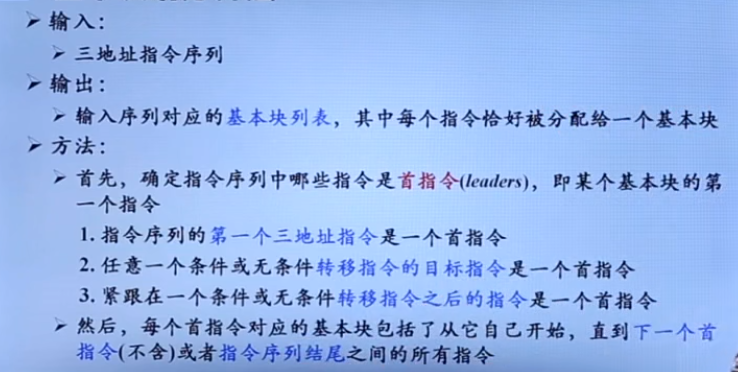 ➢ 输入：
➢ 三地址指令序列
➢ 输出：
➢ 输入序列对应的基本块列表，其中每个指令恰好被分配给一个基本块
➢ 方法：
➢ 首先，确定指令序列中哪些指令是首指令(leaders)，即某个基本块的第
一个指令
1. 指令序列的第一个三地址指令是一个首指令
2. 任意一个条件或无条件转移指令的目标指令是一个首指令
3. 紧跟在一个条件或无条件转移指令之后的指令是一个首指令
➢ 然后，每个首指令对应的基本块包括了从它自己开始，直到下一个首
指令(不含)或者指令序列结尾之间的所有指令